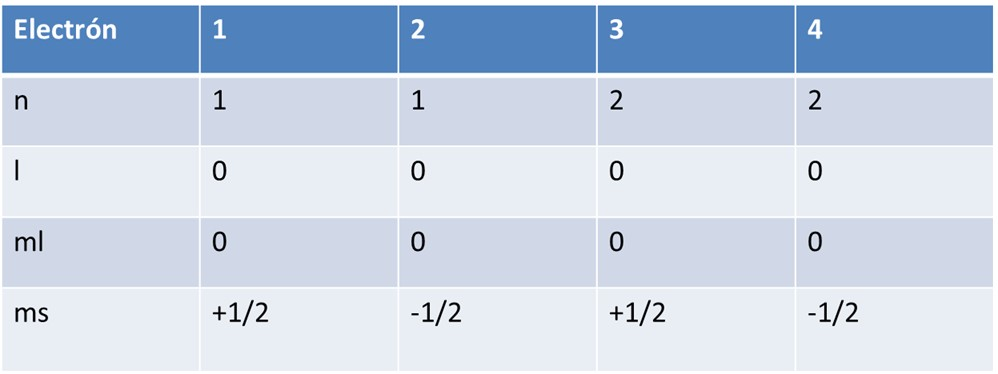 Electrón 1 2 3 4
n 1 1 2 2
l 0 0 0 0
ml 0 0 0 0
ms +1/2 -1/2 +1/2 -1/2